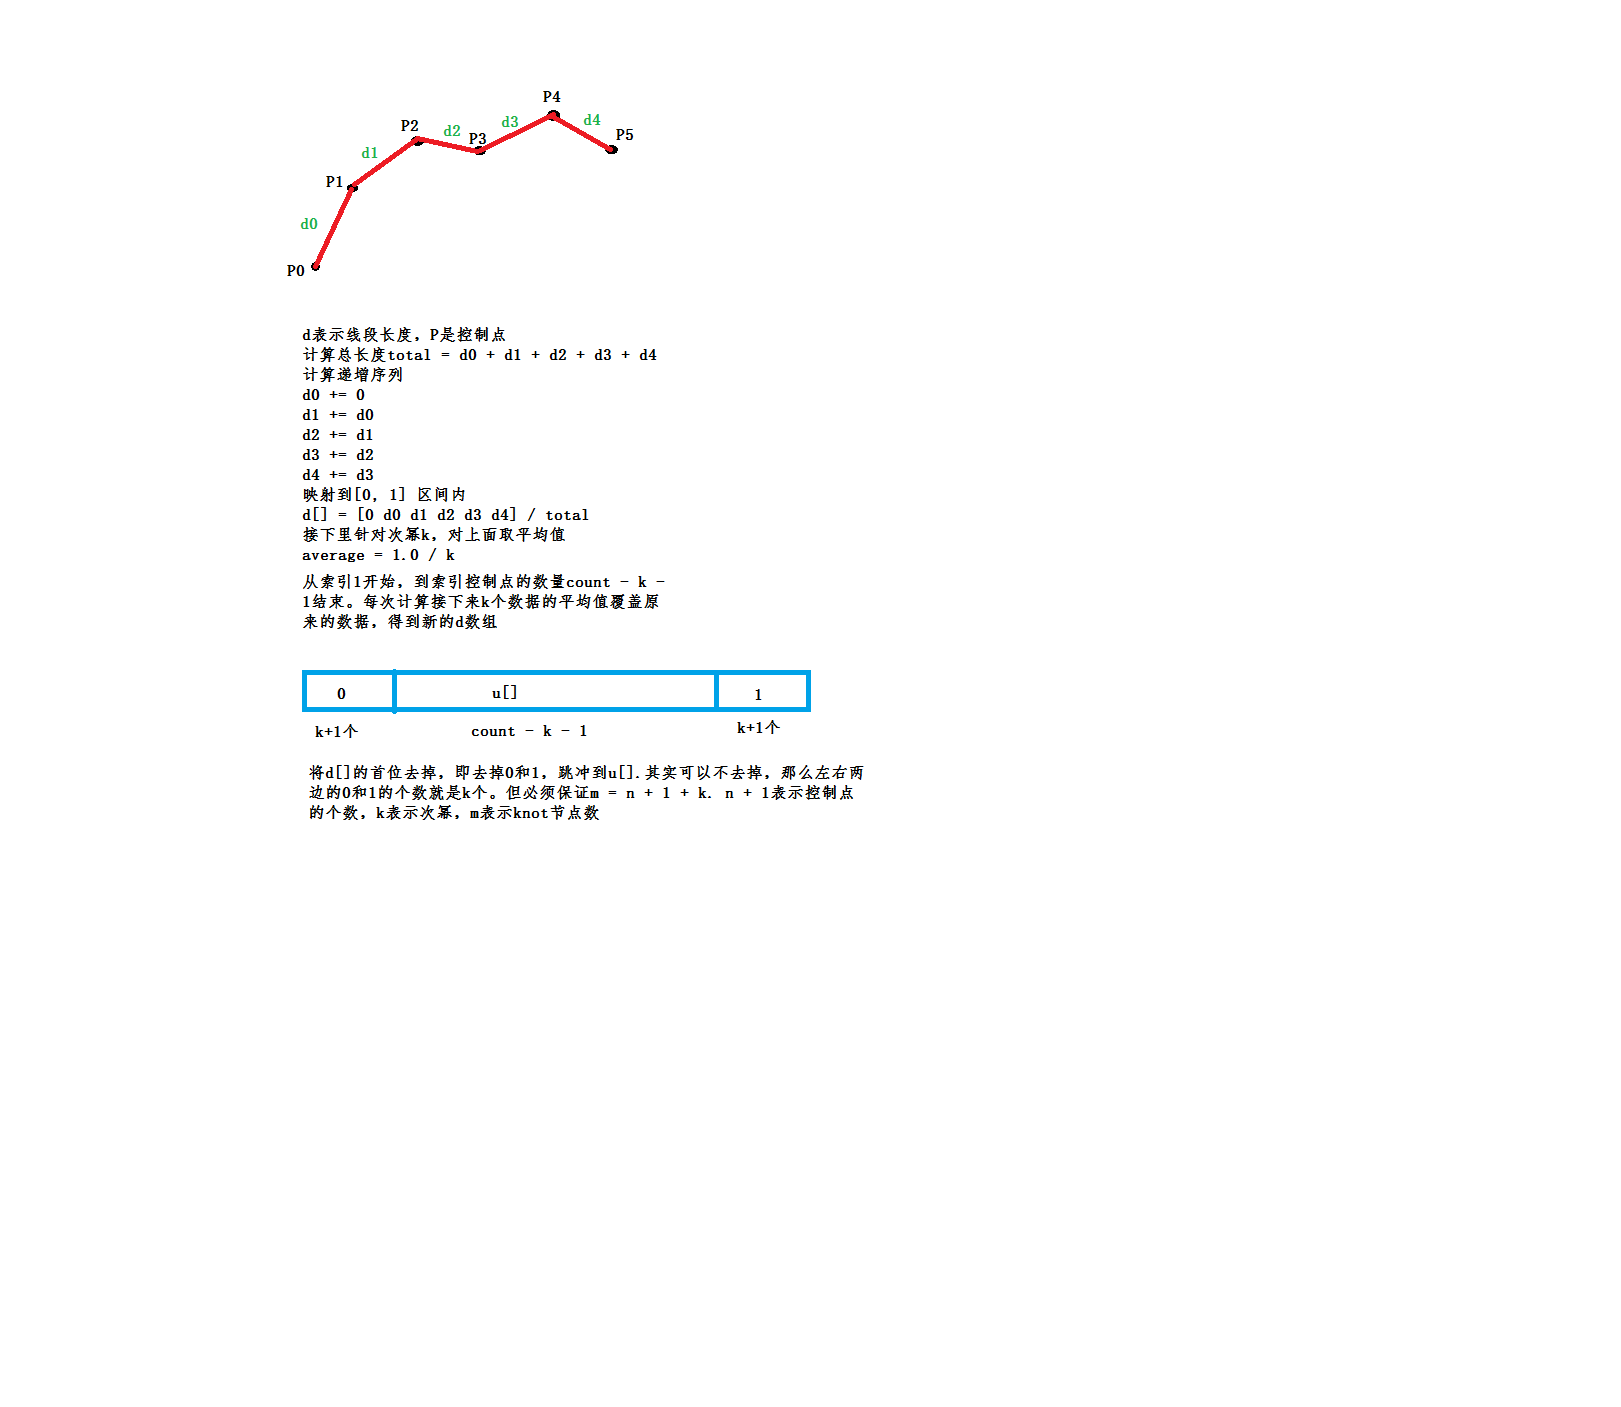 P4
P2
d3
d4
d2
P3
P5
d1
P1
d0
P0
d表示线段长度，P是控制点
计算总长度total = d0 + d1 + d2 + d3 + d4
计算递增序列
d0 += 0
d1 += d0
d2 += d1
d3 += d2
d4 += d3
映射到[0, 1] 区间内
d[] = [0 d0 d1 d2 d3 d4] / total
接下里针对次幂k，对上面取平均值
average = 1.0 / k
从索引1开始，到索引控制点的数量count - k -
1结束。每次计算接下来k个数据的平均值覆盖原
来的数据，得到新的d数组
0
u[]
1
k+1个
count - k - 1
k+1个
将d[]的首位去掉，即去掉0和1，跳冲到u[].其实可以不去掉，那么左右两
边的0和1的个数就是k个。但必须保证m = n + 1 + k. n + 1表示控制点
的个数，k表示次幂，m表示knot节点数